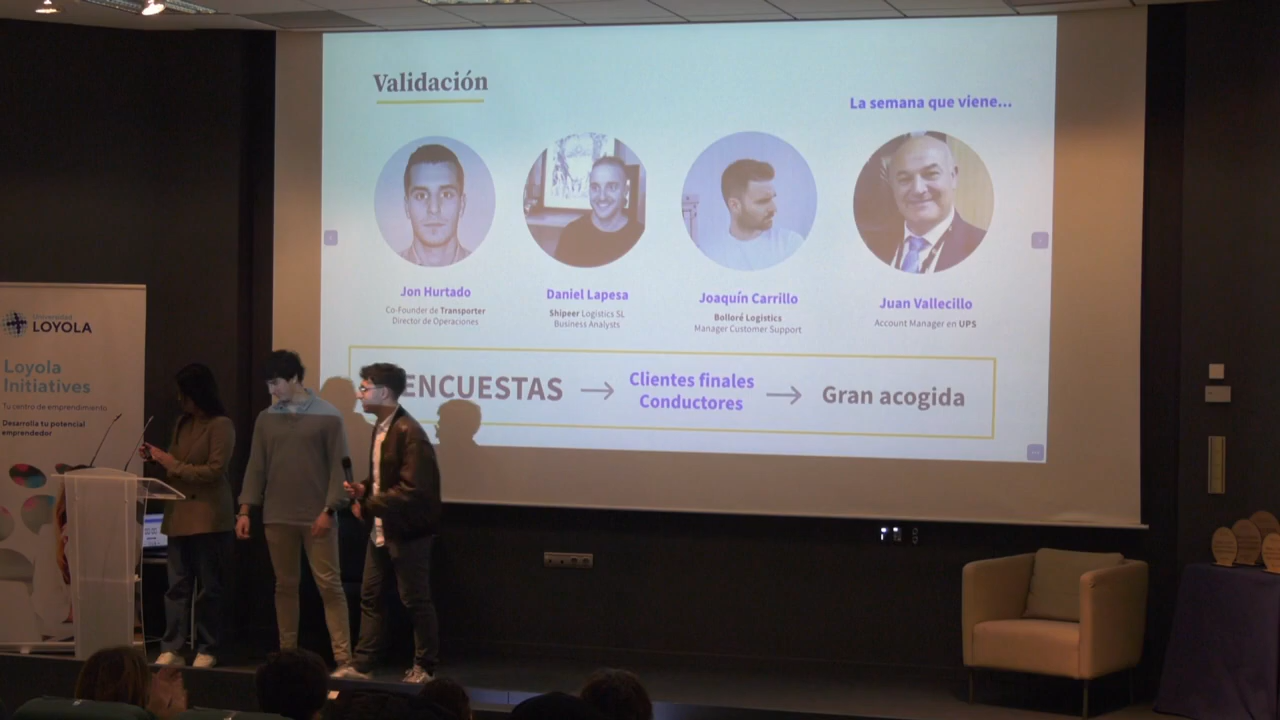 Validación
La semana que viene...
Jon Hurtado
Co-Founder de Transporter
Director de Operaciones
Daniel Lapesa
Shipeer Logistics SL
Business Analysts
Joaquín Carrillo
Bolloré Logistics
Manager Customer Support
Juan Vallecillo
Account Manager en UPS
ENCUESTAS → Clientes finales
Conductores → Gran acogida
Universidad
LOYOLA
Loyola
Initiatives
Tu centro de emprendimiento
Desarrolla tu potencial
emprendedor